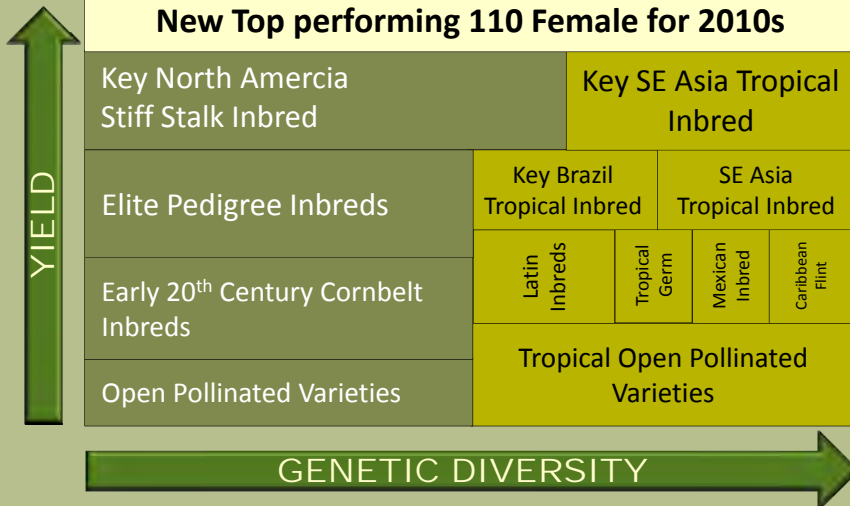 New Top performing 110 Female for 2010s
Key North Amercia
Stiff Stalk Inbred
Key SE Asia Tropical
Inbred
Elite Pedigree Inbreds
Key Brazil
Tropical Inbred
SE Asia
Tropical Inbred
Early 20th Century Cornbelt
Inbreds
Latin
Inbreds
Tropical
Germ
Mexican
Inbred
Caribbean
Flint
Open Pollinated Varieties
Tropical Open Pollinated
Varieties
YIELD
GENETIC DIVERSITY